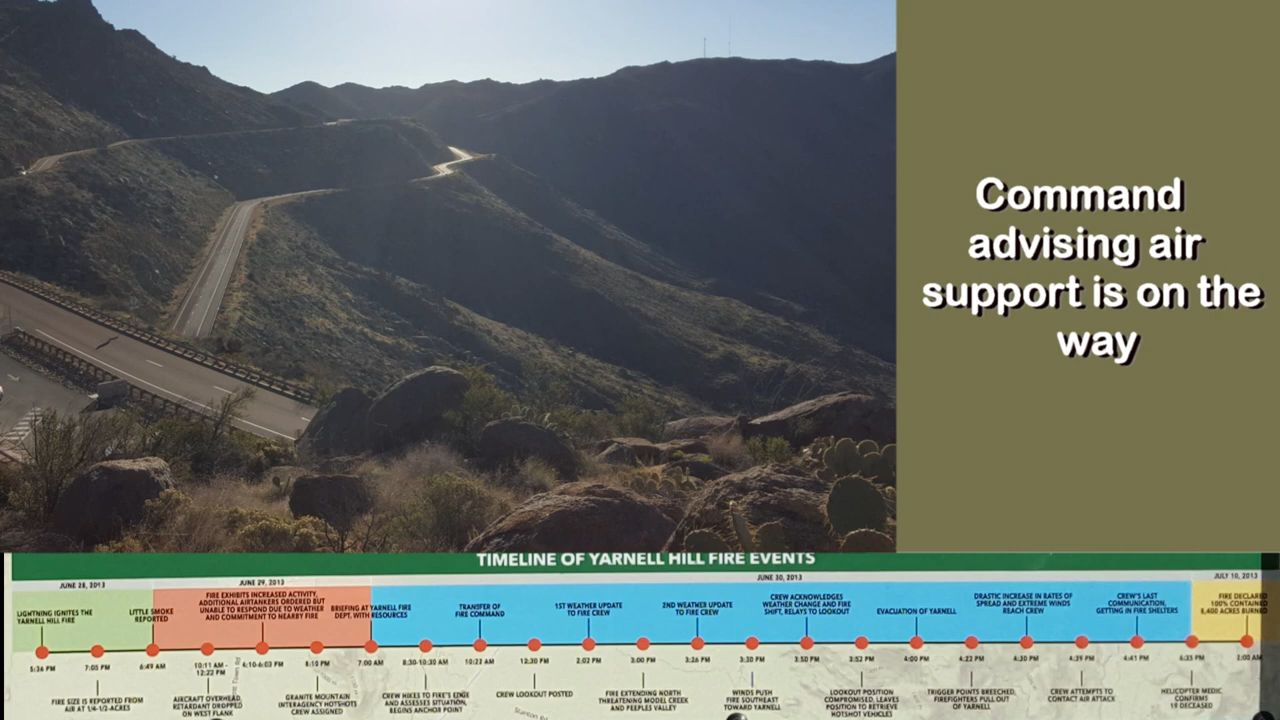 Command
advising air
support is on the
way
TIMELINE OF YARNELL HILL FIRE EVENTS
JUNE 28, 2013
JUNE 29, 2013
JUNE 30, 2013
JULY 10, 2013
LIGHTNING IGNITES THE
YARNELL HILL FIRE
LITTLE SMOKE
REPORTED
FIRE EXHIBITS INCREASED ACTIVITY,
ADDITIONAL AIRTANKERS ORDERED BUT
UNABLE TO RESPOND DUE TO WEATHER
AND COMMITMENT TO NEARBY FIRE
BRIEFING AT YARNELL FIRE
DEPT. WITH RESOURCES
TRANSFER OF
FIRE COMMAND
1ST WEATHER UPDATE
TO FIRE CREW
2ND WEATHER UPDATE
TO FIRE CREW
CREW ACKNOWLEDGES
WEATHER CHANGE AND FIRE
SHIFT, RELAYS TO LOOKOUT
EVACUATION OF YARNELL
DRASTIC INCREASE IN RATES OF
SPREAD AND EXTREME WINDS
REACH CREW
CREW'S LAST
COMMUNICATION,
GETTING IN FIRE SHELTERS
FIRE DECLARED
100% CONTAINED
8,400 ACRES BURNED
5:36 PM
7:05 PM
6:49 AM
10:11 AM -
12:22 PM
4:10-6:03 PM
8:10 PM
7:00 AM
8:30-10:30 AM
10:22 AM
12:30 PM
2:02 PM
3:00 PM
3:26 PM
3:30 PM
3:50 PM
3:52 PM
4:00 PM
4:22 PM
4:30 PM
4:39 PM
4:41 PM
6:35 PM
2:00 AM
FIRE SIZE IS REPORTED FROM
AIR AT 1/4-1/2-ACRES
AIRCRAFT OVERHEAD,
RETARDANT DROPPED
ON WEST FLANK
GRANITE MOUNTAIN
INTERAGENCY HOTSHOTS
CREW ASSIGNED
CREW HIKES TO FIRE'S EDGE
AND ASSESSES SITUATION,
BEGINS ANCHOR POINT
CREW LOOKOUT POSTED
FIRE EXTENDING NORTH
THREATENING MODEL CREEK
AND PEEPLES VALLEY
WINDS PUSH
FIRE SOUTHEAST
TOWARD YARNELL
LOOKOUT POSITION
COMPROMISED, LEAVES
POSITION TO RETRIEVE
HOTSHOT VEHICLES
TRIGGER POINTS BREECHED,
FIREFIGHTERS PULL OUT
OF YARNELL
CREW ATTEMPTS TO
CONTACT AIR ATTACK
HELICOPTER MEDIC
CONFIRMS
19 DECEASED